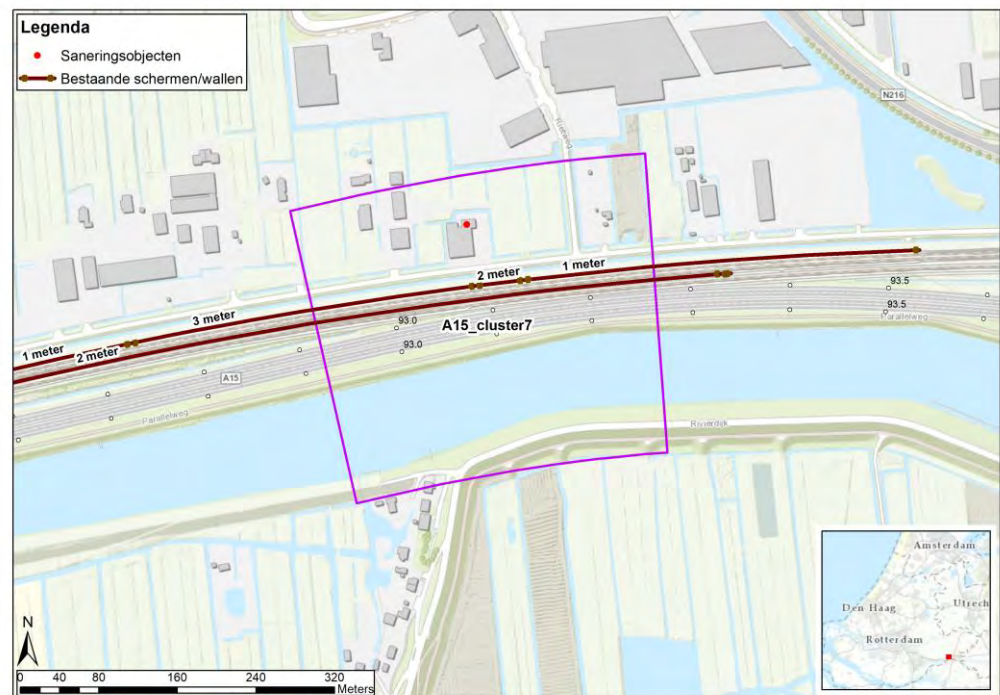 Legenda
Saneringsobjecten
Bestaande schermen/wallen
N216
Kweekweg
2 meter
1 meter
3 meter
93.5
93.0
A15_cluster7
93.5
1 meter
2 meter
93.0
Parallelweg
A15
Parallelweg
Rivierdijk
Amsterdam
Den Haag
Utrech
Rotterdam
N
0 40 80 160 240 320
Meters